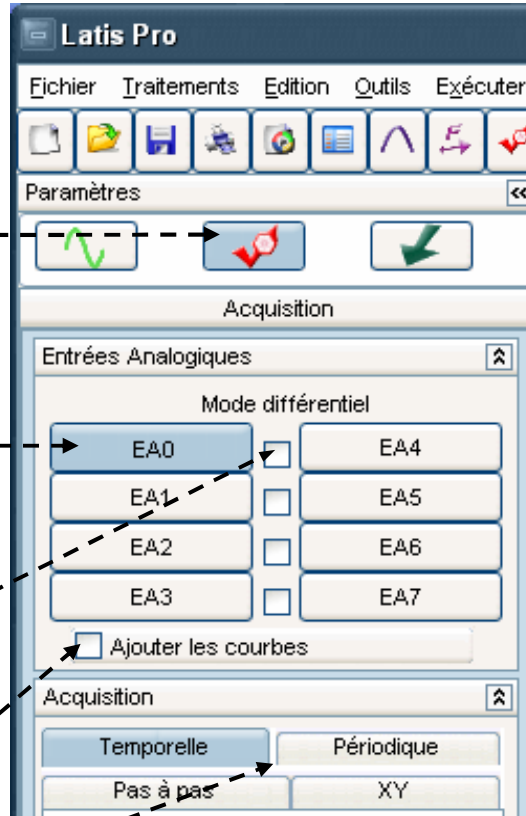 Latis Pro
Fichier Traitements Edition Outils Exécuter
Paramètres
Acquisition
Entrées Analogiques
Mode différentiel
EA0 EA4
EA1 EA5
EA2 EA6
EA3 EA7
Ajouter les courbes
Acquisition
Temporelle Périodique
Pas à pas XY